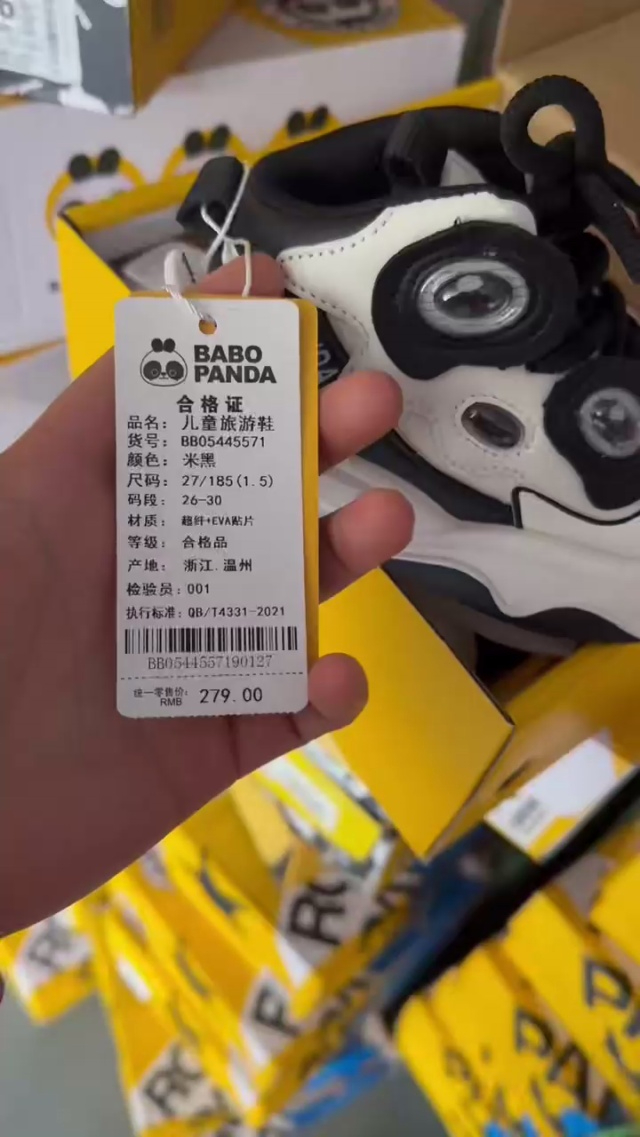 BABO
PANDA
合格证
品名: 儿童旅游鞋
货号: BB05445571
颜色: 米黑
尺码: 27/185(1.5)
码段: 26-30
材质: 超纤+EVA贴片
等级: 合格品
产地: 浙江.温州
检验员: 001
执行标准: QB/T4331-2021
BB0544557190127
统一零售价:
RMB
279.00